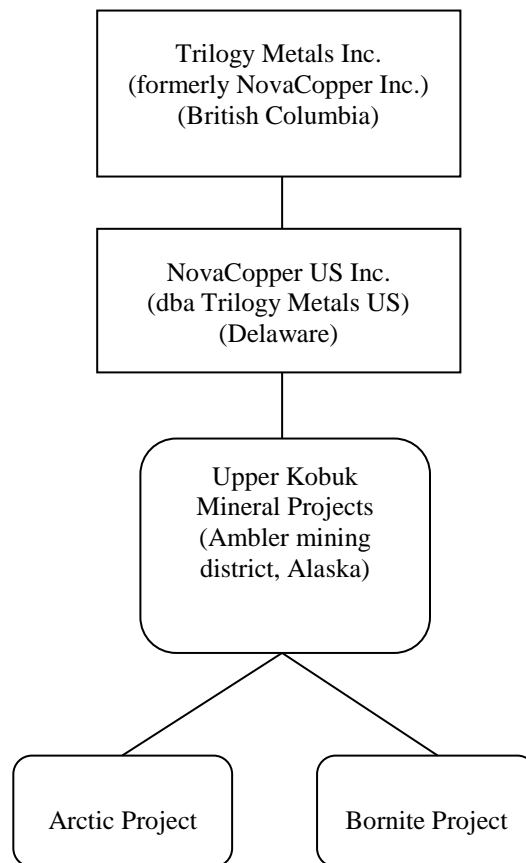 Trilogy Metals Inc.
(formerly NovaCopper Inc.)
(British Columbia)
NovaCopper US Inc.
(dba Trilogy Metals US)
(Delaware)
Upper Kobuk
Mineral Projects
(Ambler mining
district, Alaska)
Arctic Project
Bornite Project